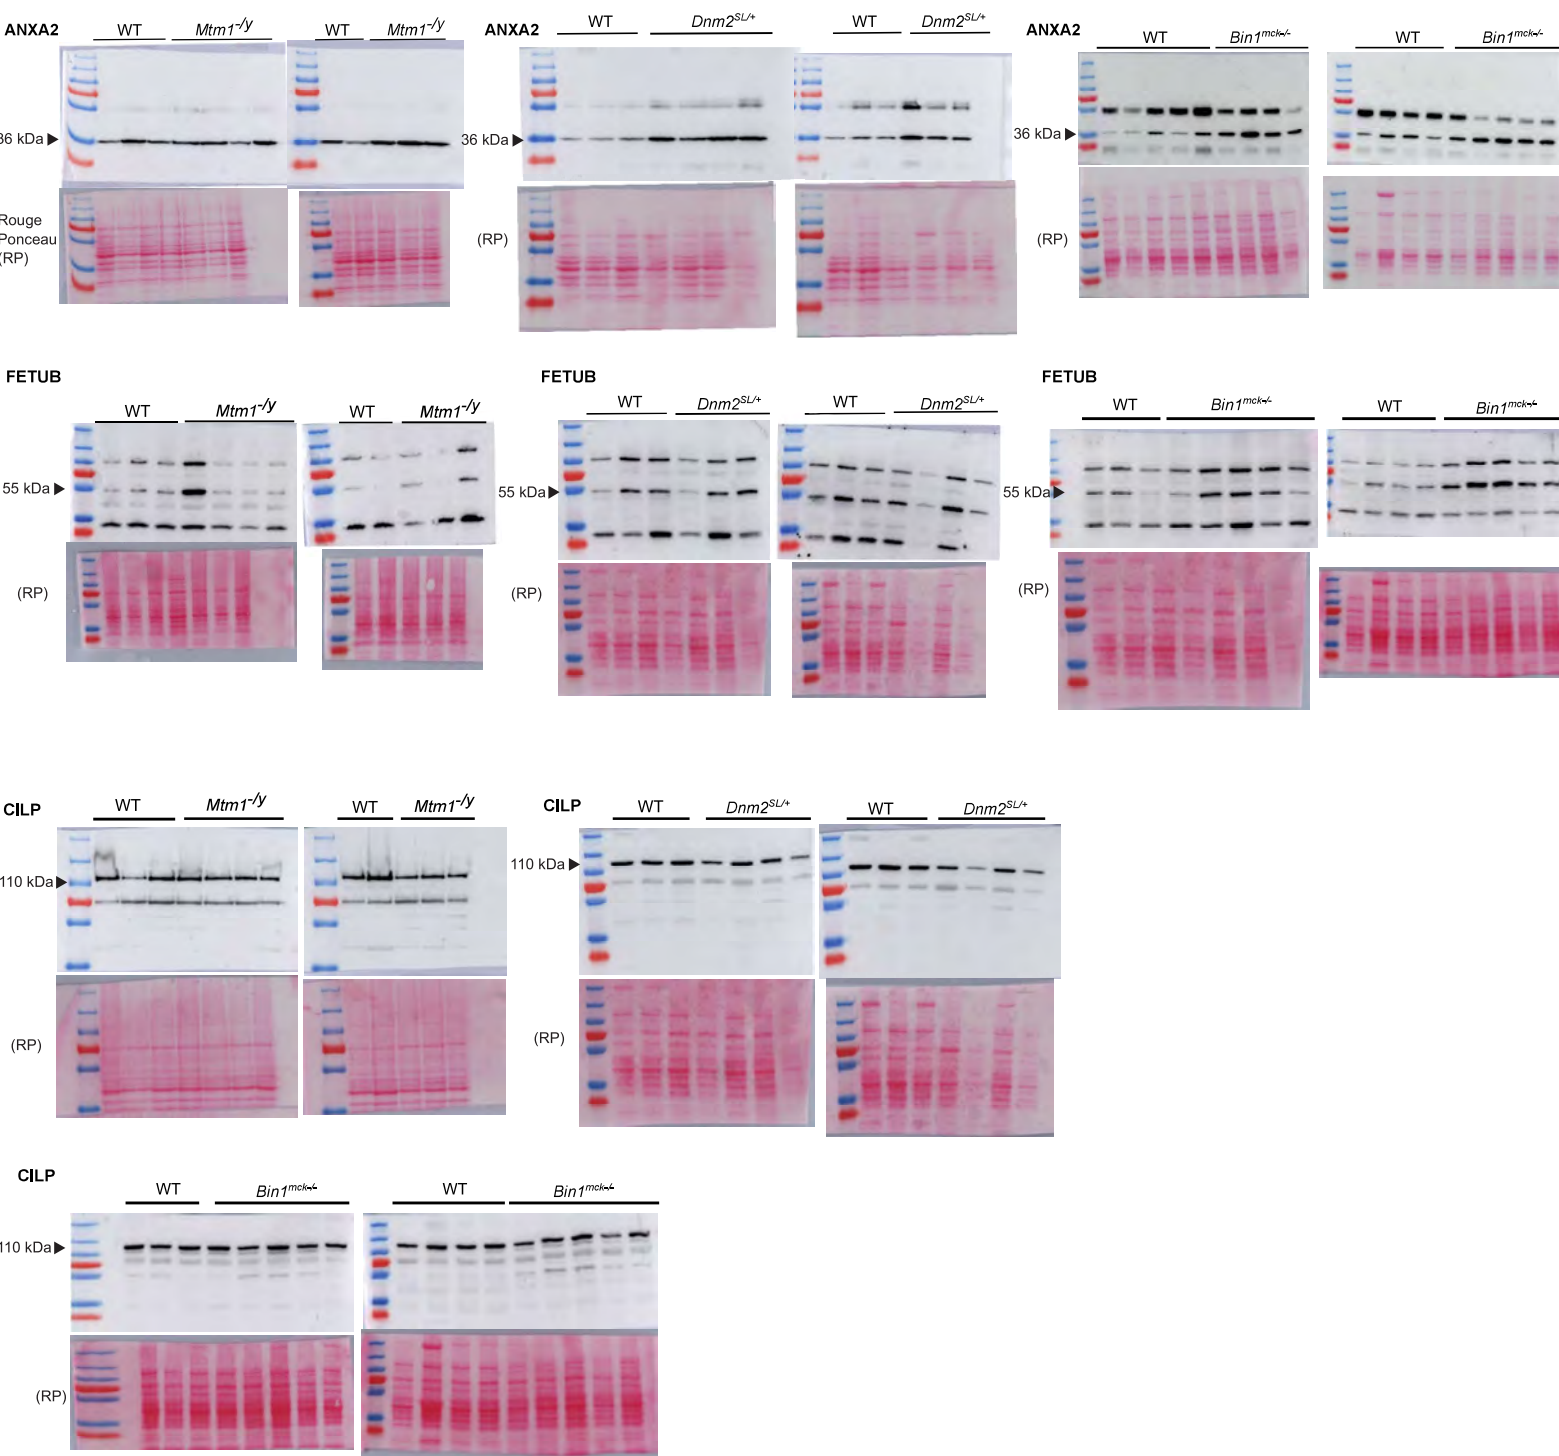 ANXA2 WT Mtm1-/y WT Mtm1-/y ANXA2 WT Dnm2SL/+ WT Dnm2SL/+ ANXA2 WT Bin1mck-/- WT Bin1mck-/-
36 kDa 36 kDa 36 kDa
Rouge
Ponceau
(RP) (RP) (RP)
FETUB FETUB FETUB
WT Mtm1-/y WT Mtm1-/y WT Dnm2SL/+ WT Dnm2SL/+ WT Bin1mck-/- WT Bin1mck-/-
55 kDa 55 kDa 55 kDa
(RP) (RP) (RP)
CILP WT Mtm1-/y WT Mtm1-/y CILP WT Dnm2SL/+ WT Dnm2SL/+
110 kDa 110 kDa
(RP) (RP)
CILP
WT Bin1mck-/- WT Bin1mck-/-
110 kDa
(RP)